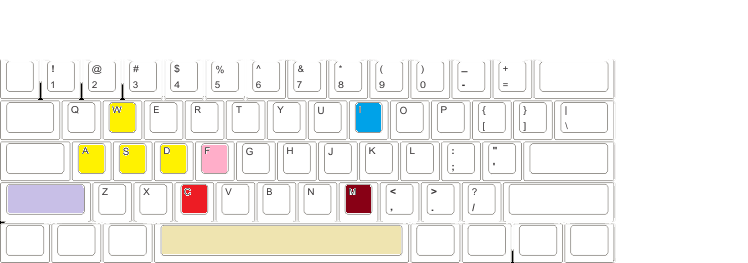 ! @ # $ % ^ & * ( ) _ +
1 2 3 4 5 6 7 8 9 0 - =
Q W E R T Y U I O P { } |
[ ] \
A S D F G H J K L : "
; '
Z X C V B N M < > ?
, . /